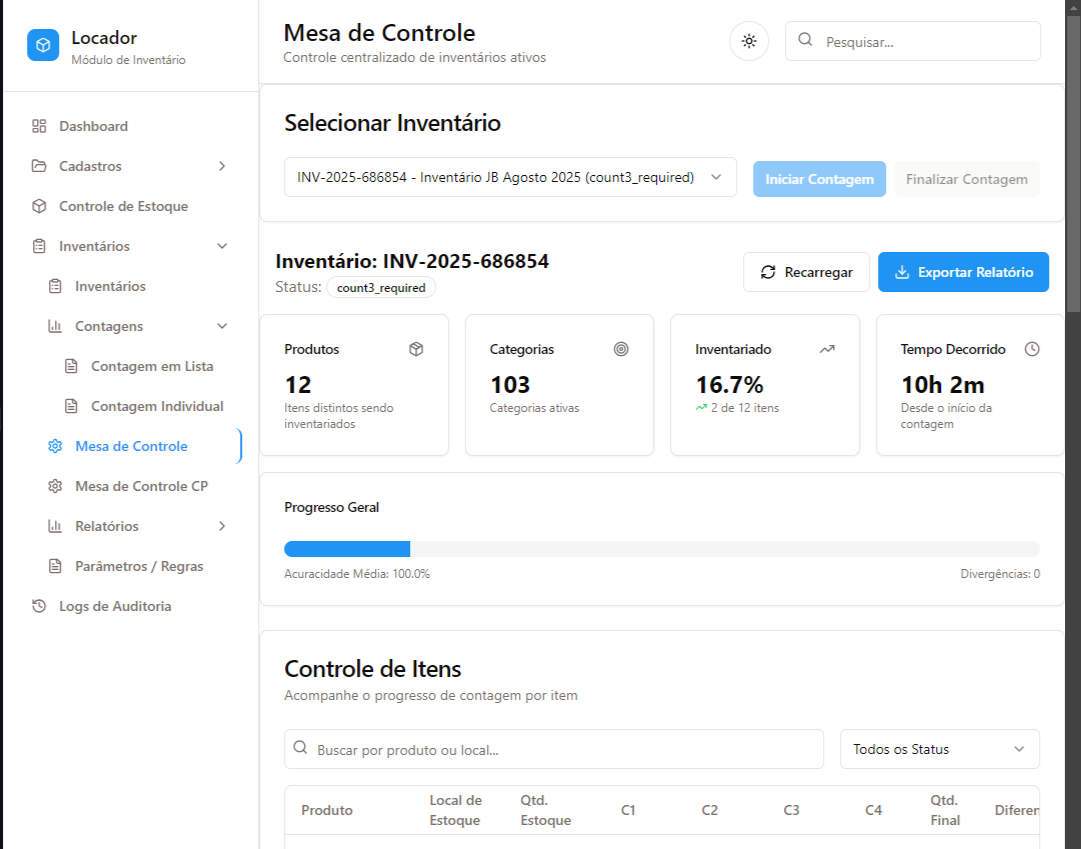 Locador
Módulo de Inventário
Dashboard
Cadastros
Controle de Estoque
Inventários
Inventários
Contagens
Contagem em Lista
Contagem Individual
Mesa de Controle
Mesa de Controle CP
Relatórios
Parâmetros / Regras
Logs de Auditoria
Mesa de Controle
Controle centralizado de inventários ativos
Pesquisar...
Selecionar Inventário
INV-2025-686854 - Inventário JB Agosto 2025 (count3_required)
Iniciar Contagem
Finalizar Contagem
Inventário: INV-2025-686854
Status: count3_required
Recarregar
Exportar Relatório
Produtos
12
Itens distintos sendo
inventariados
Categorias
103
Categorias ativas
Inventariado
16.7%
2 de 12 itens
Tempo Decorrido
10h 2m
Desde o início da
contagem
Progresso Geral
Acuracidade Média: 100.0%
Divergências: 0
Controle de Itens
Acompanhe o progresso de contagem por item
Buscar por produto ou local...
Todos os Status
Produto
Local de
Estoque
Qtd.
Estoque
C1
C2
C3
C4
Qtd.
Final
Diferen